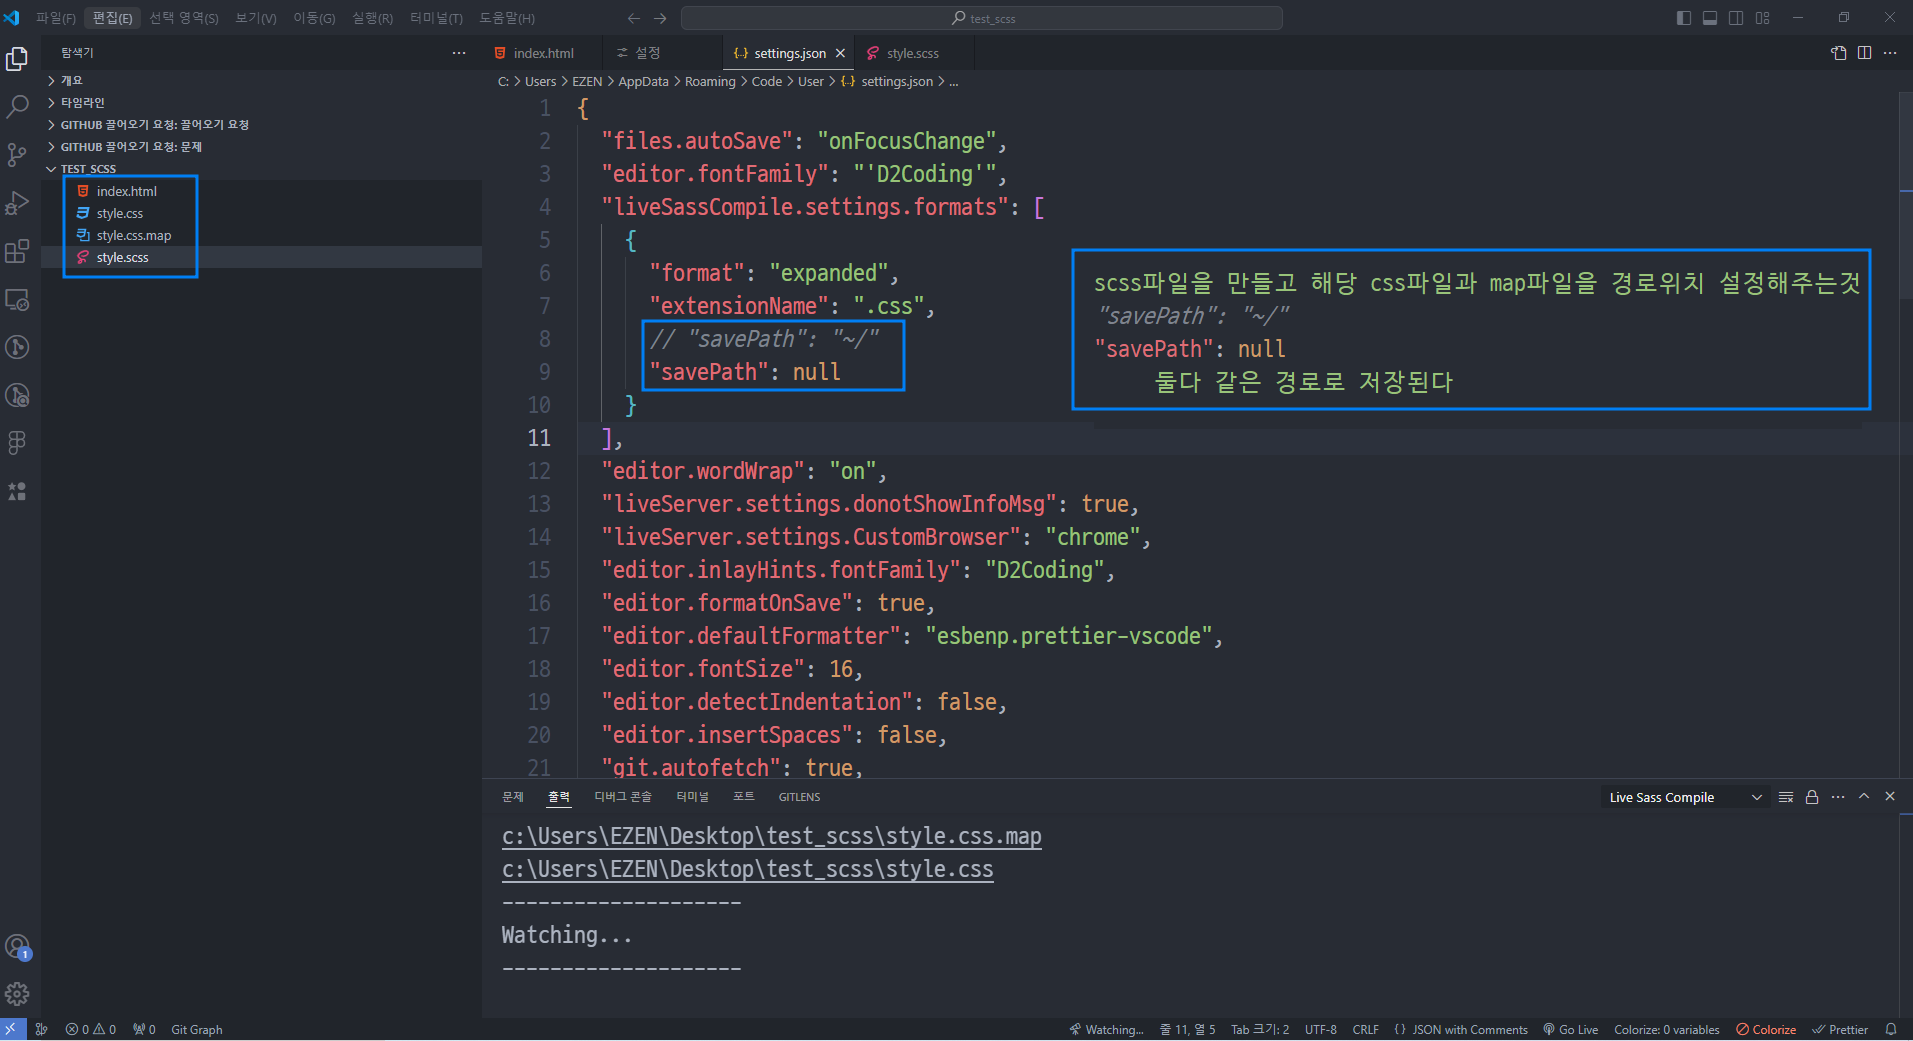 파일(F) 편집(E) 선택 영역(S) 보기(V) 이동(G) 실행(R) 터미널(T) 도움말(H)
test_scss
탐색기
개요
타임라인
GITHUB 끌어오기 요청: 끌어오기 요청
GITHUB 끌어오기 요청: 문제
TEST_SCSS
index.html
style.css
style.css.map
style.scss
index.html 설정 {..} settings.json style.scss
C: > Users > EZEN > AppData > Roaming > Code > User > {..} settings.json > ...
1 {
2 "files.autoSave": "onFocusChange",
3 "editor.fontFamily": "'D2Coding'",
4 "liveSassCompile.settings.formats": [
5 {
6 "format": "expanded",
7 "extensionName": ".css",
8 // "savePath": "~/"
9 "savePath": null
10 }
11 ],
12 "editor.wordWrap": "on",
13 "liveServer.settings.donotShowInfoMsg": true,
14 "liveServer.settings.CustomBrowser": "chrome",
15 "editor.inlayHints.fontFamily": "D2Coding",
16 "editor.formatOnSave": true,
17 "editor.defaultFormatter": "esbenp.prettier-vscode",
18 "editor.fontSize": 16,
19 "editor.detectIndentation": false,
20 "editor.insertSpaces": false,
21 "git.autofetch": true,
scss파일을 만들고 해당 css파일과 map파일을 경로위치 설정해주는것
"savePath": "~/"
"savePath": null
둘다 같은 경로로 저장된다
문제 출력 디버그 콘솔 터미널 포트 GITLENS
Live Sass Compile
c:\Users\EZEN\Desktop\test_scss\style.css.map
c:\Users\EZEN\Desktop\test_scss\style.css
--------------------
Watching...
--------------------
1
0 0 0 Git Graph
Watching... 줄 11, 열 5 Tab 크기: 2 UTF-8 CRLF {} JSON with Comments Go Live Colorize: 0 variables Colorize Prettier